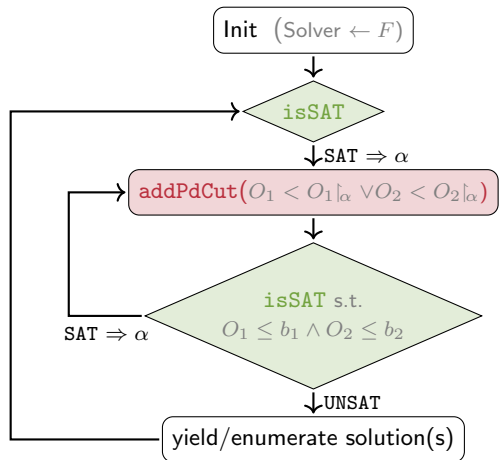 Init (Solver ← F)
isSAT
SAT ⇒ α
addPdCut(O₁ < O₁↾α ∨O₂ < O₂↾α)
isSAT s.t.
O₁ ≤ b₁ ∧ O₂ ≤ b₂
SAT ⇒ α
UNSAT
yield/enumerate solution(s)